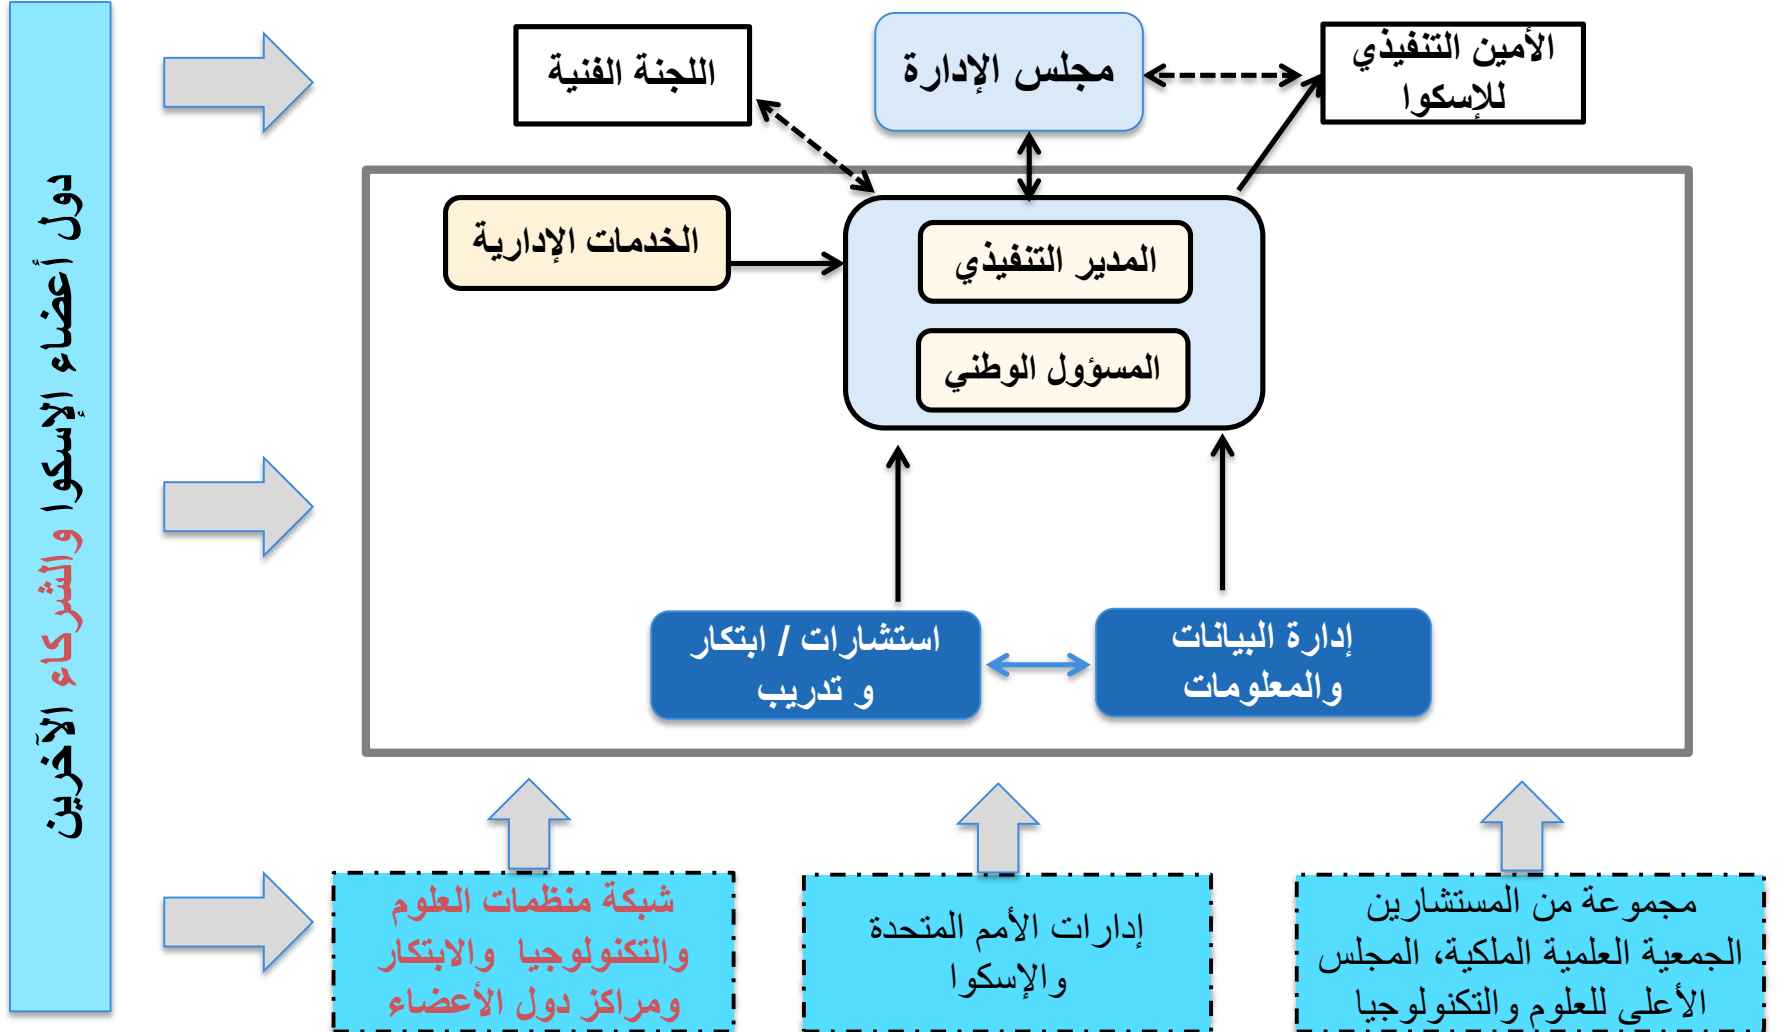 الأمين التنفيذي
للإسكوا
مجلس الإدارة
اللجنة الفنية
دول أعضاء الإسكوا والشركاء الآخرين
الخدمات الإدارية
المدير التنفيذي
المسؤول الوطني
إدارة البيانات
والمعلومات
استشارات / ابتكار
و تدريب
مجموعة من المستشارين
الجمعية العلمية الملكية، المجلس
الأعلى للعلوم والتكنولوجيا
إدارات الأمم المتحدة
والإسكوا
شبكة منظمات العلوم
والتكنولوجيا والابتكار
ومراكز دول الأعضاء